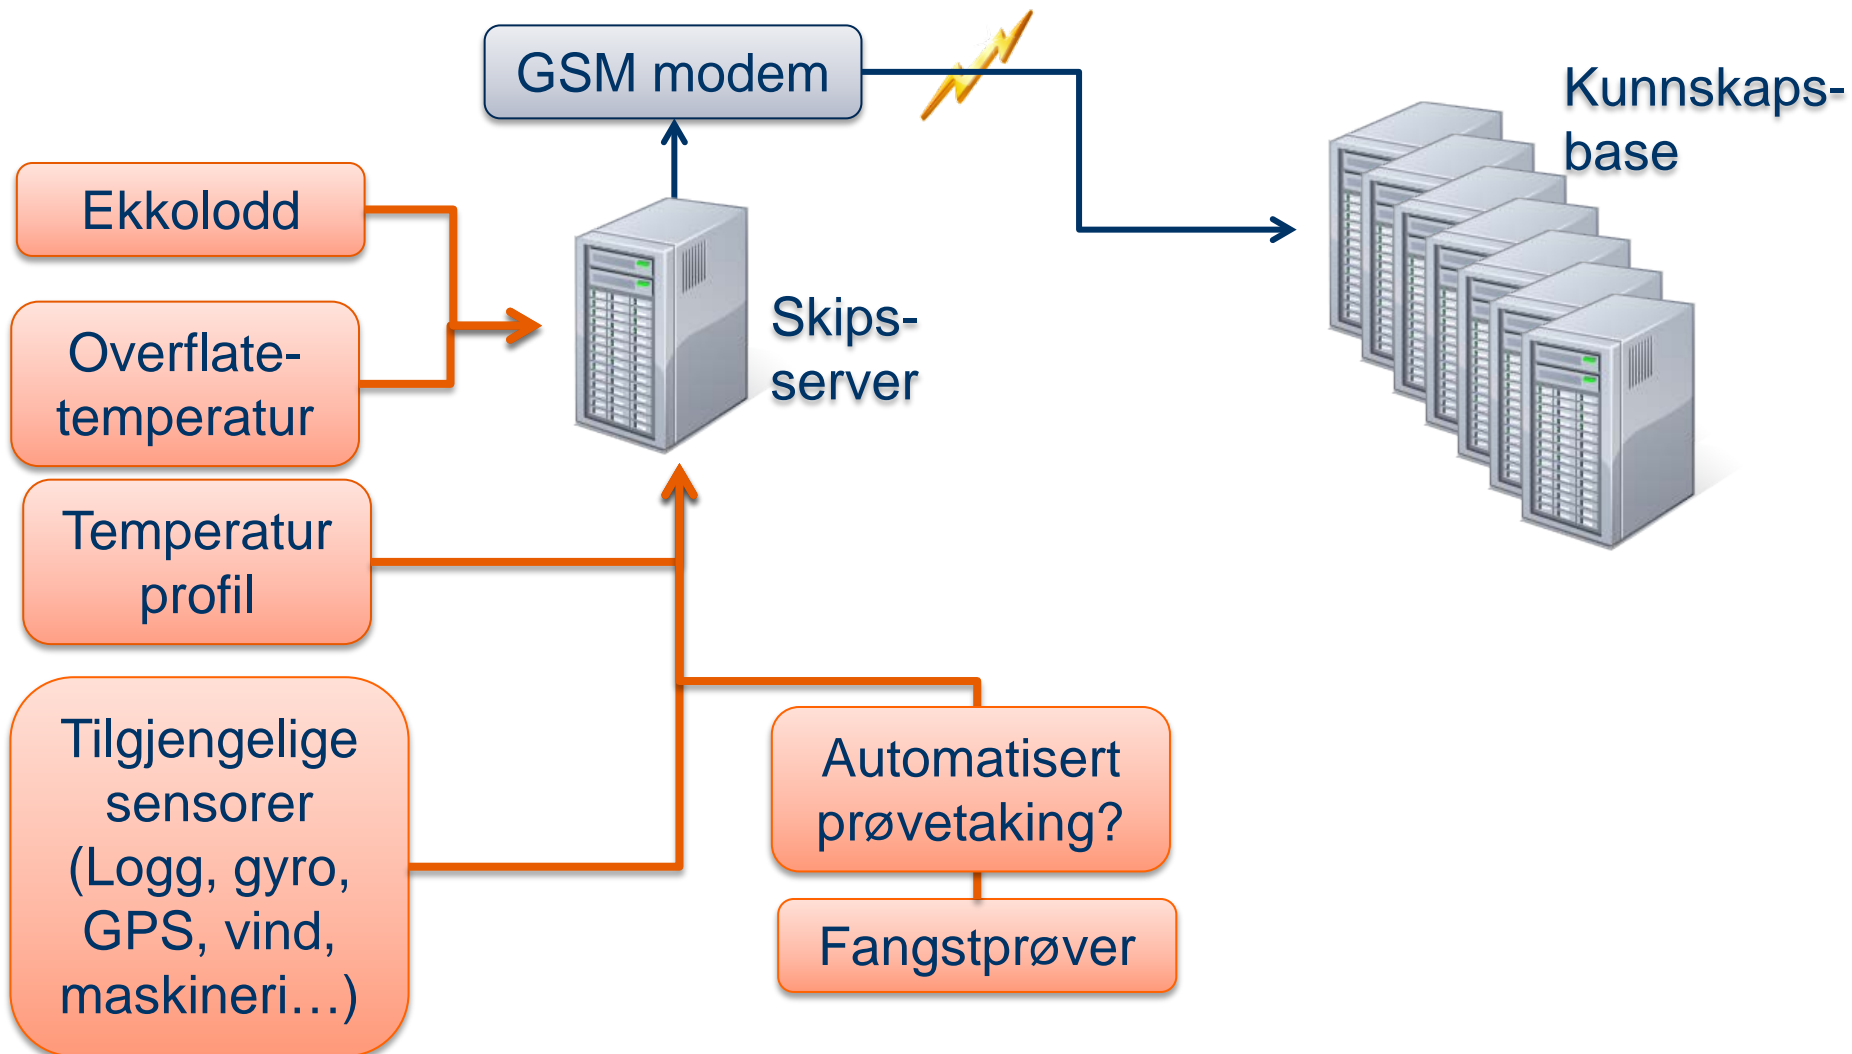 GSM modem
Kunnskaps-
base
Ekkolodd
Overflate-
temperatur
Skips-
server
Temperatur
profil
Tilgjengelige
sensorer
(Logg, gyro,
GPS, vind,
maskineri…)
Automatisert
prøvetaking?
Fangstprøver